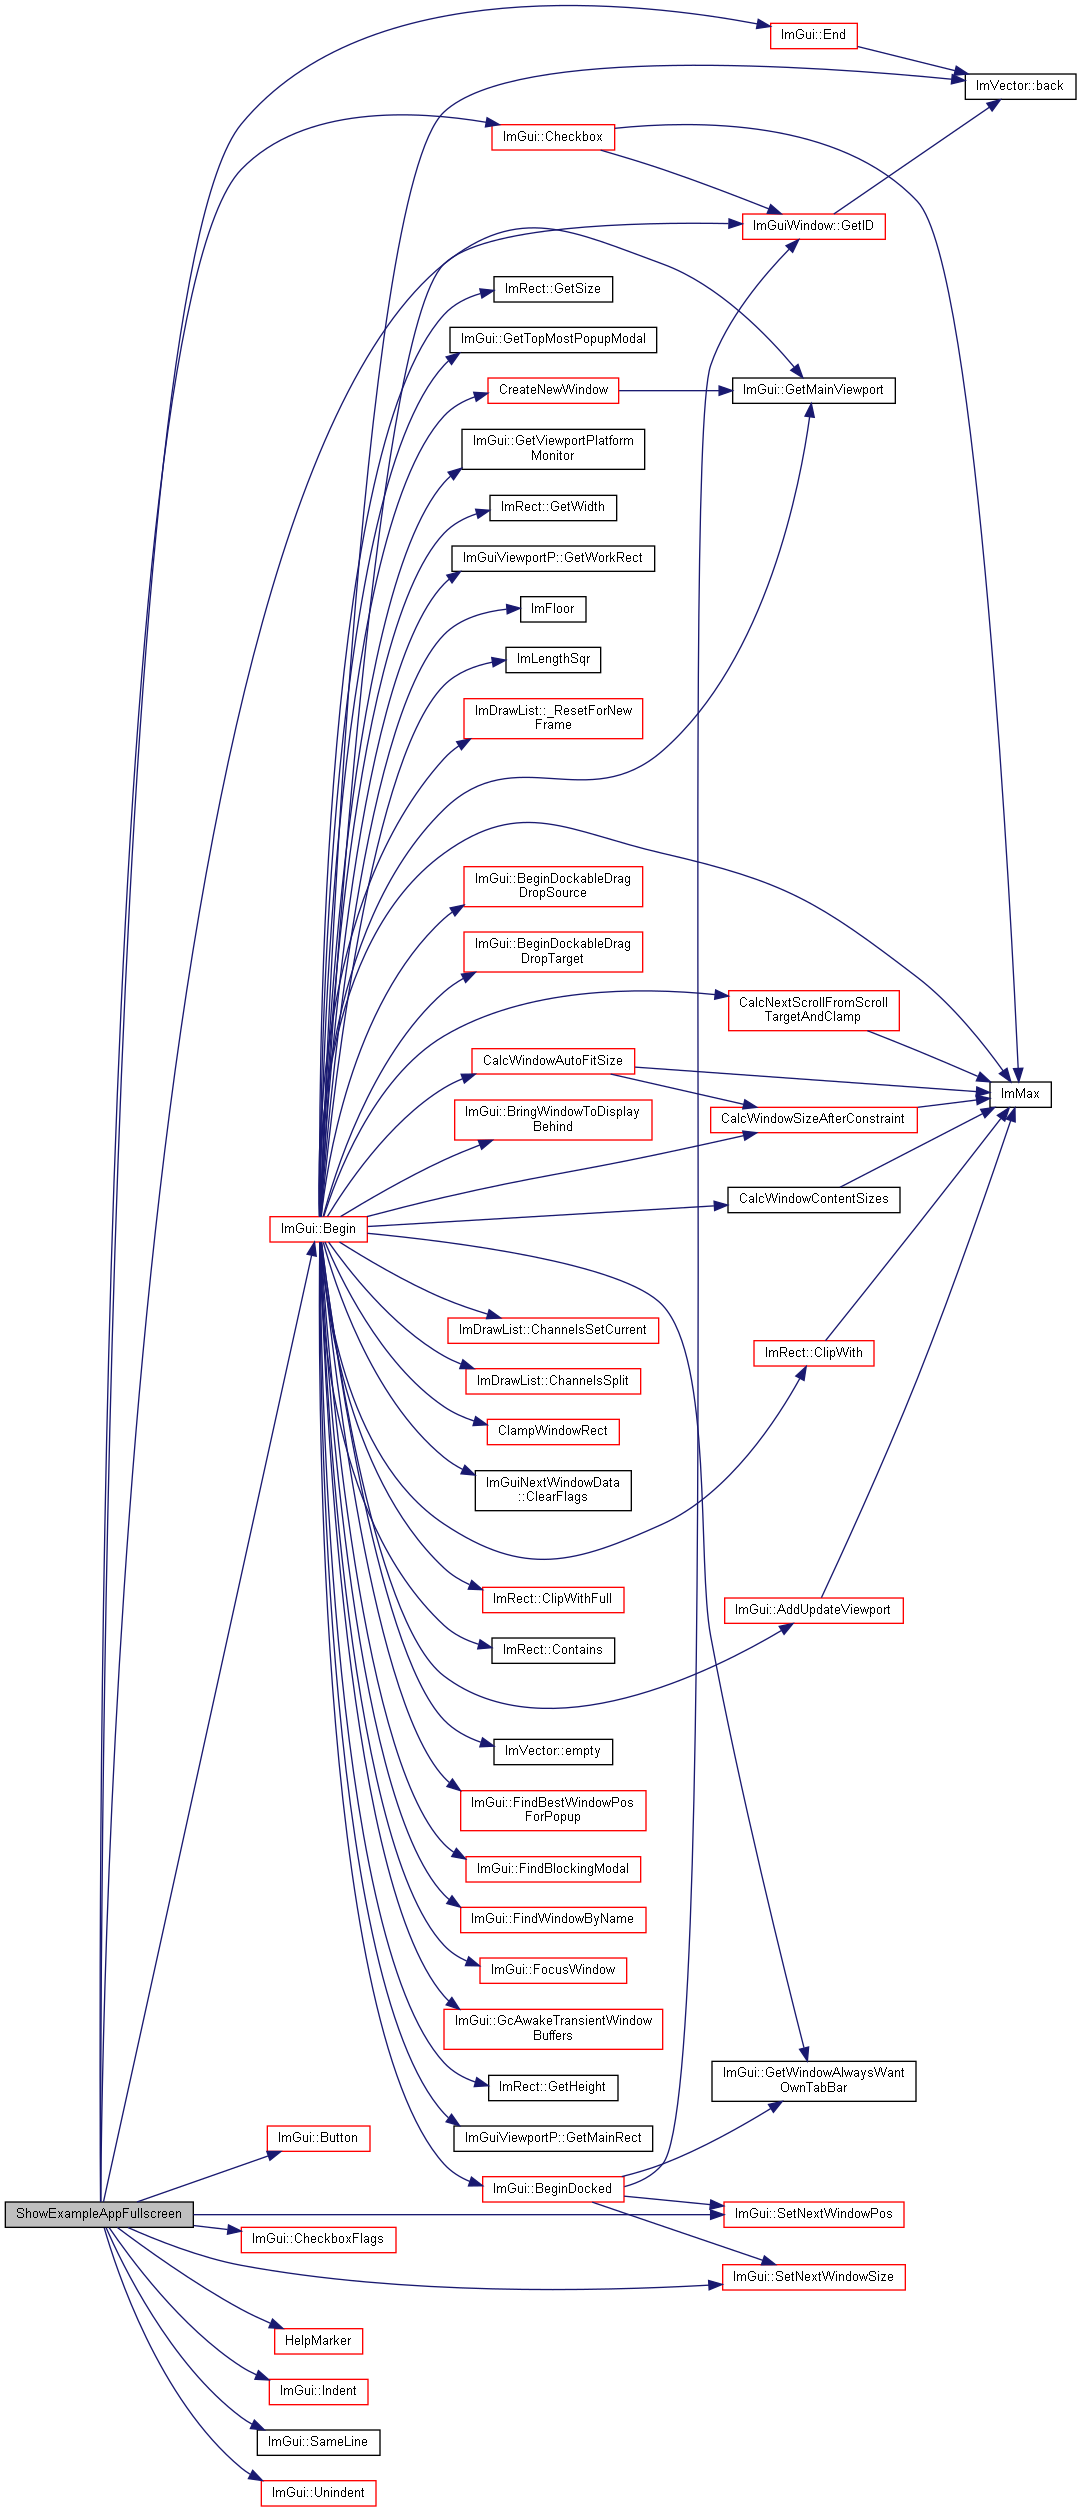 ImGui::End
ImVector::back
ImGui::Checkbox
ImGuiWindow::GetID
ImRect::GetSize
ImGui::GetTopMostPopupModal
CreateNewWindow
ImGui::GetMainViewport
ImGui::GetViewportPlatform
Monitor
ImRect::GetWidth
ImGuiViewportP::GetWorkRect
ImFloor
ImLengthSqr
ImDrawList::_ResetForNew
Frame
ImGui::BeginDockableDrag
DropSource
ImGui::BeginDockableDrag
DropTarget
CalcNextScrollFromScroll
TargetAndClamp
CalcWindowAutoFitSize
ImMax
ImGui::BringWindowToDisplay
Behind
CalcWindowSizeAfterConstraint
CalcWindowContentSizes
ImGui::Begin
ImDrawList::ChannelsSetCurrent
ImRect::ClipWith
ImDrawList::ChannelsSplit
ClampWindowRect
ImGuiNextWindowData
::ClearFlags
ImRect::ClipWithFull
ImGui::AddUpdateViewport
ImRect::Contains
ImVector::empty
ImGui::FindBestWindowPos
ForPopup
ImGui::FindBlockingModal
ImGui::FindWindowByName
ImGui::FocusWindow
ImGui::GcAwakeTransientWindow
Buffers
ImGui::GetWindowAlwaysWant
OwnTabBar
ImRect::GetHeight
ImGui::Button
ImGuiViewportP::GetMainRect
ImGui::BeginDocked
ShowExampleAppFullscreen
ImGui::SetNextWindowPos
ImGui::CheckboxFlags
ImGui::SetNextWindowSize
HelpMarker
ImGui::Indent
ImGui::SameLine
ImGui::Unindent